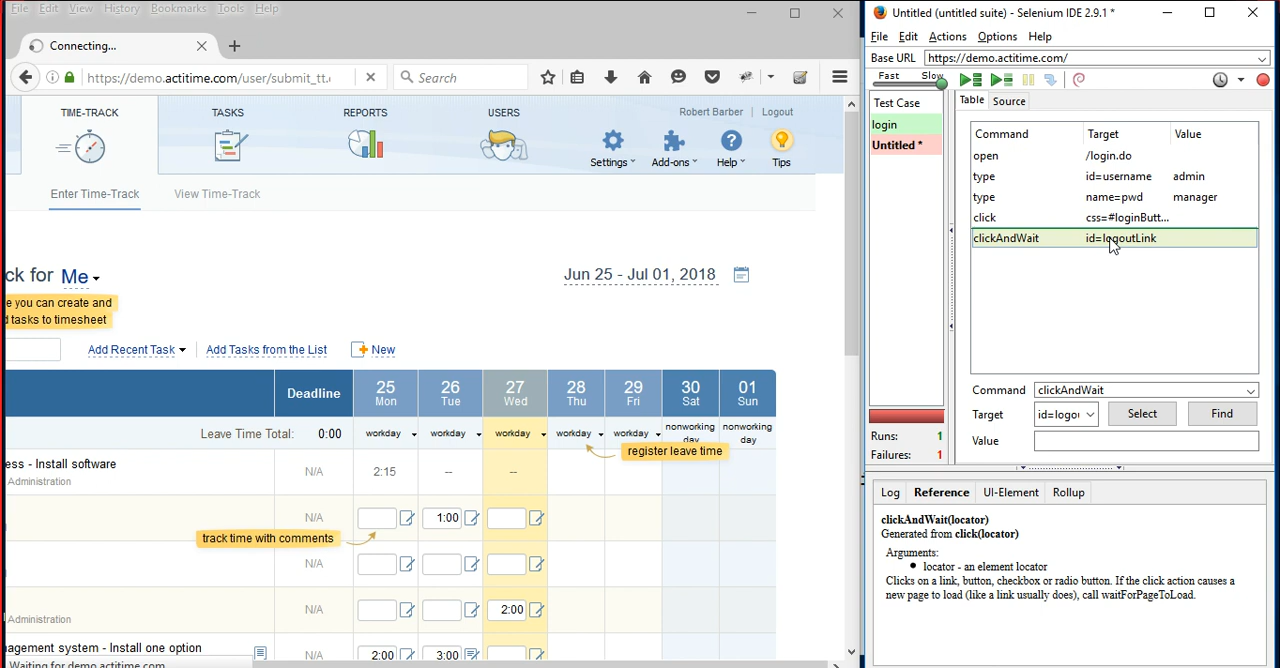 File Edit View History Bookmarks Tools Help
Connecting...
https://demo.actitime.com/user/submit_tt.
Search
TIME-TRACK TASKS REPORTS USERS
Robert Barber Logout
Settings Add-ons Help Tips
Enter Time-Track View Time-Track
ck for Me
Jun 25 - Jul 01, 2018
e you can create and
d tasks to timesheet
Add Recent Task Add Tasks from the List New
Deadline 25 Mon 26 Tue 27 Wed 28 Thu 29 Fri 30 Sat 01 Sun
Leave Time Total: 0:00 workday workday workday workday workday nonworking day nonworking day
register leave time
ess - Install software
Administration
N/A 2:15 -- --
N/A 1:00
track time with comments
N/A
N/A 2:00
Administration
nagement system - Install one option
N/A 2:00 3:00
Waiting for demo.actitime.com
Untitled (untitled suite) - Selenium IDE 2.9.1 *
File Edit Actions Options Help
Base URL https://demo.actitime.com/
Fast Slow
Test Case
login
Untitled *
Runs: 1
Failures: 1
Table Source
Command Target Value
open /login.do
type id=username admin
type name=pwd manager
click css=#loginButt...
clickAndWait id=logoutLink
Command clickAndWait
Target id=logou Select Find
Value
Log Reference UI-Element Rollup
clickAndWait(locator)
Generated from click(locator)
Arguments:
• locator - an element locator
Clicks on a link, button, checkbox or radio button. If the click action causes a
new page to load (like a link usually does), call waitForPageToLoad.